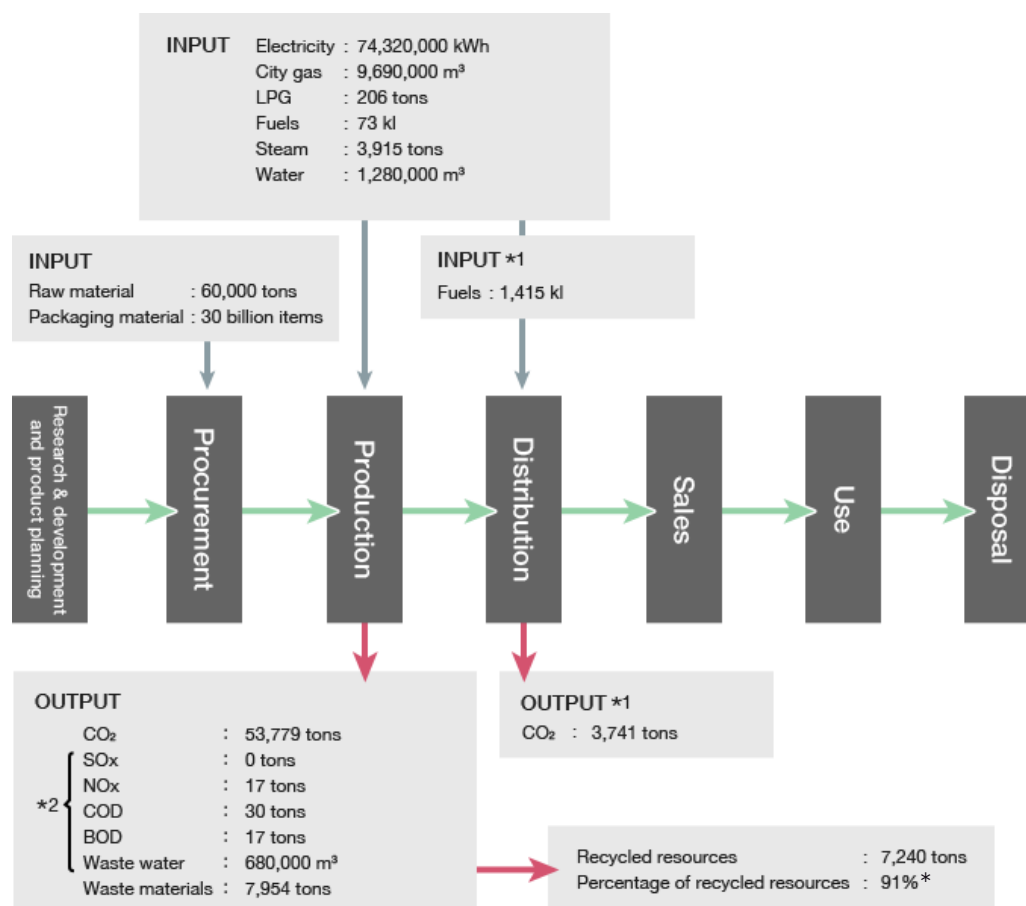 INPUT
Electricity : 74,320,000 kWh
City gas : 9,690,000 m³
LPG : 206 tons
Fuels : 73 kl
Steam : 3,915 tons
Water : 1,280,000 m³
INPUT
Raw material : 60,000 tons
Packaging material : 30 billion items
INPUT *1
Fuels : 1,415 kl
Research & development
and product planning
Procurement
Production
Distribution
Sales
Use
Disposal
OUTPUT
CO₂ : 53,779 tons
SOx : 0 tons
NOx : 17 tons
*2
COD : 30 tons
BOD : 17 tons
Waste water : 680,000 m³
Waste materials : 7,954 tons
OUTPUT *1
CO₂ : 3,741 tons
Recycled resources : 7,240 tons
Percentage of recycled resources : 91%*